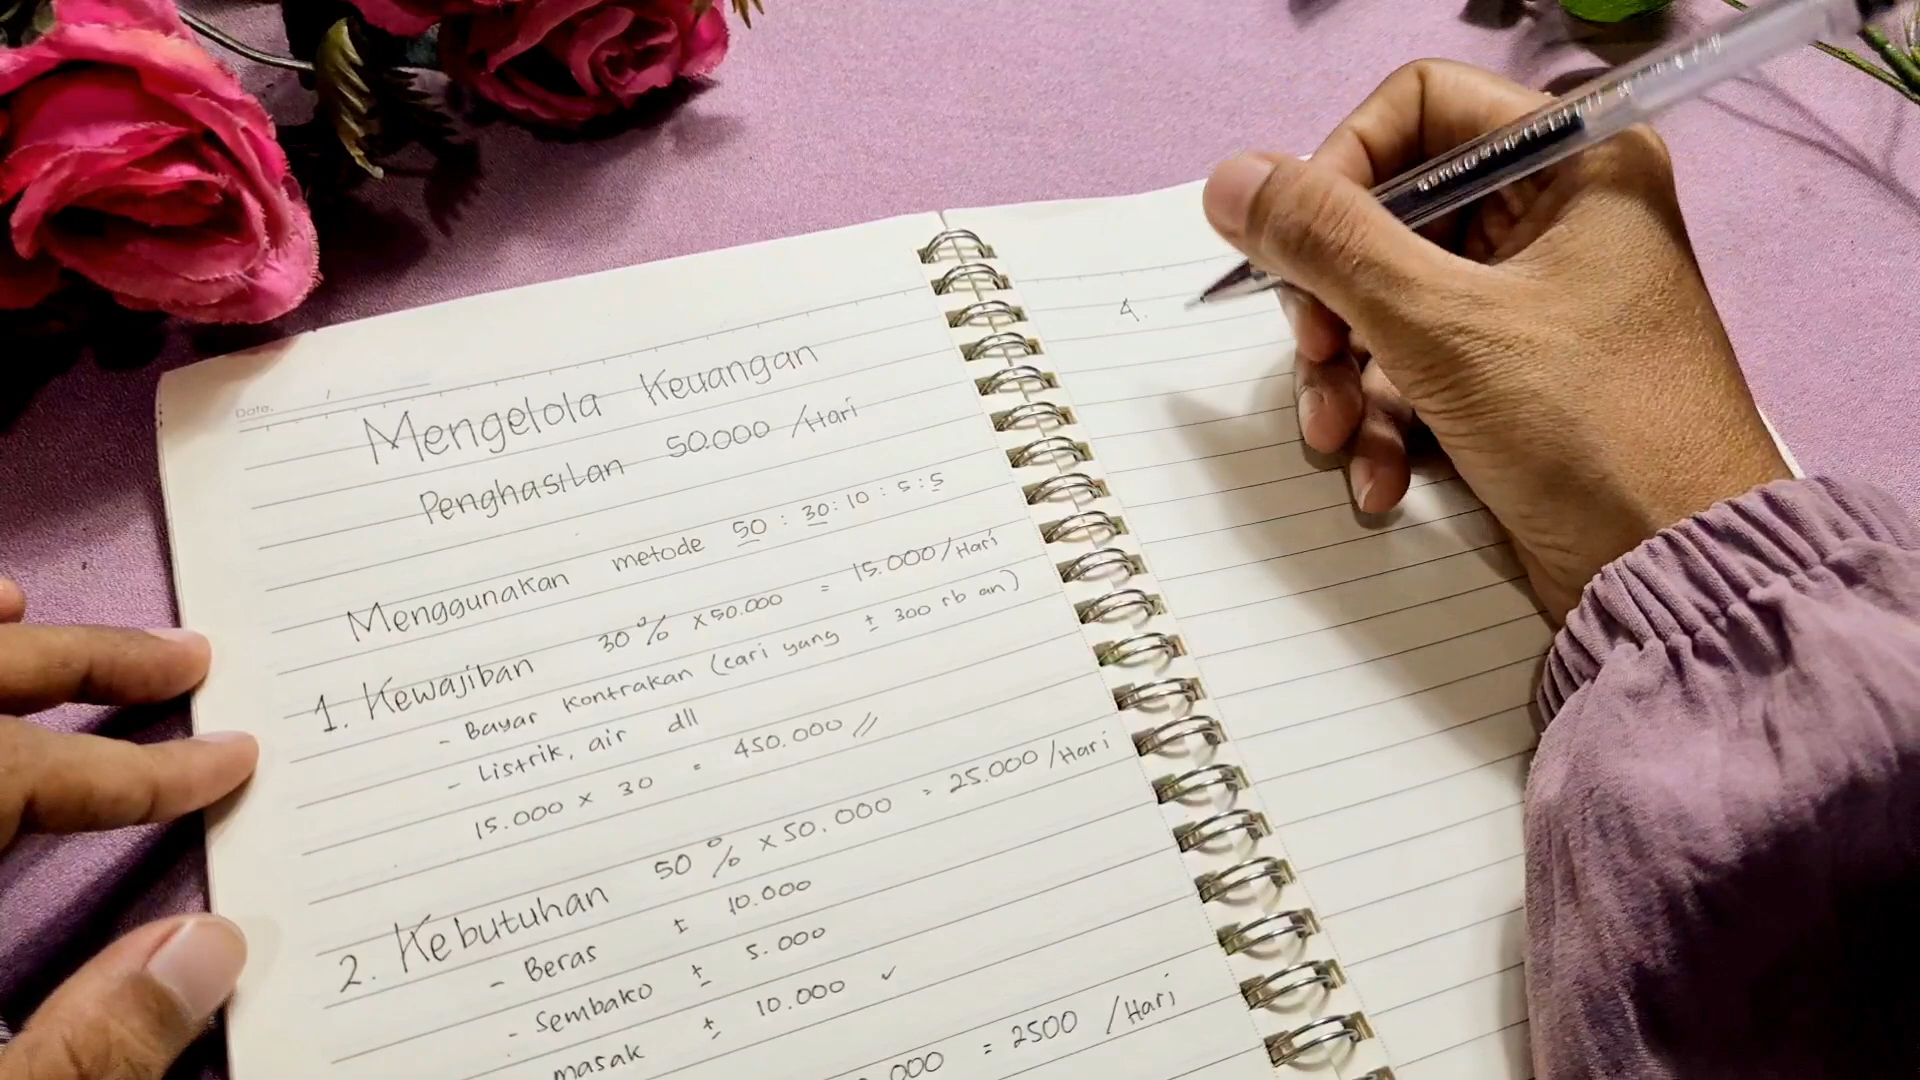 Date.
Mengelola Keuangan
Penghasilan 50.000 /Hari
Menggunakan metode 50 : 30 : 10 : 5 : 5
1. Kewajiban 30% x 50.000 = 15.000/Hari
- Bayar Kontrakan (cari yang ± 300 rb an)
- Listrik, air dll
15.000 x 30 = 450.000 //
2. Kebutuhan 50% x 50.000 = 25.000/Hari
- Beras ± 10.000
- Sembako ± 5.000
masak ± 10.000 ✓
000 = 2500 /Hari
4.